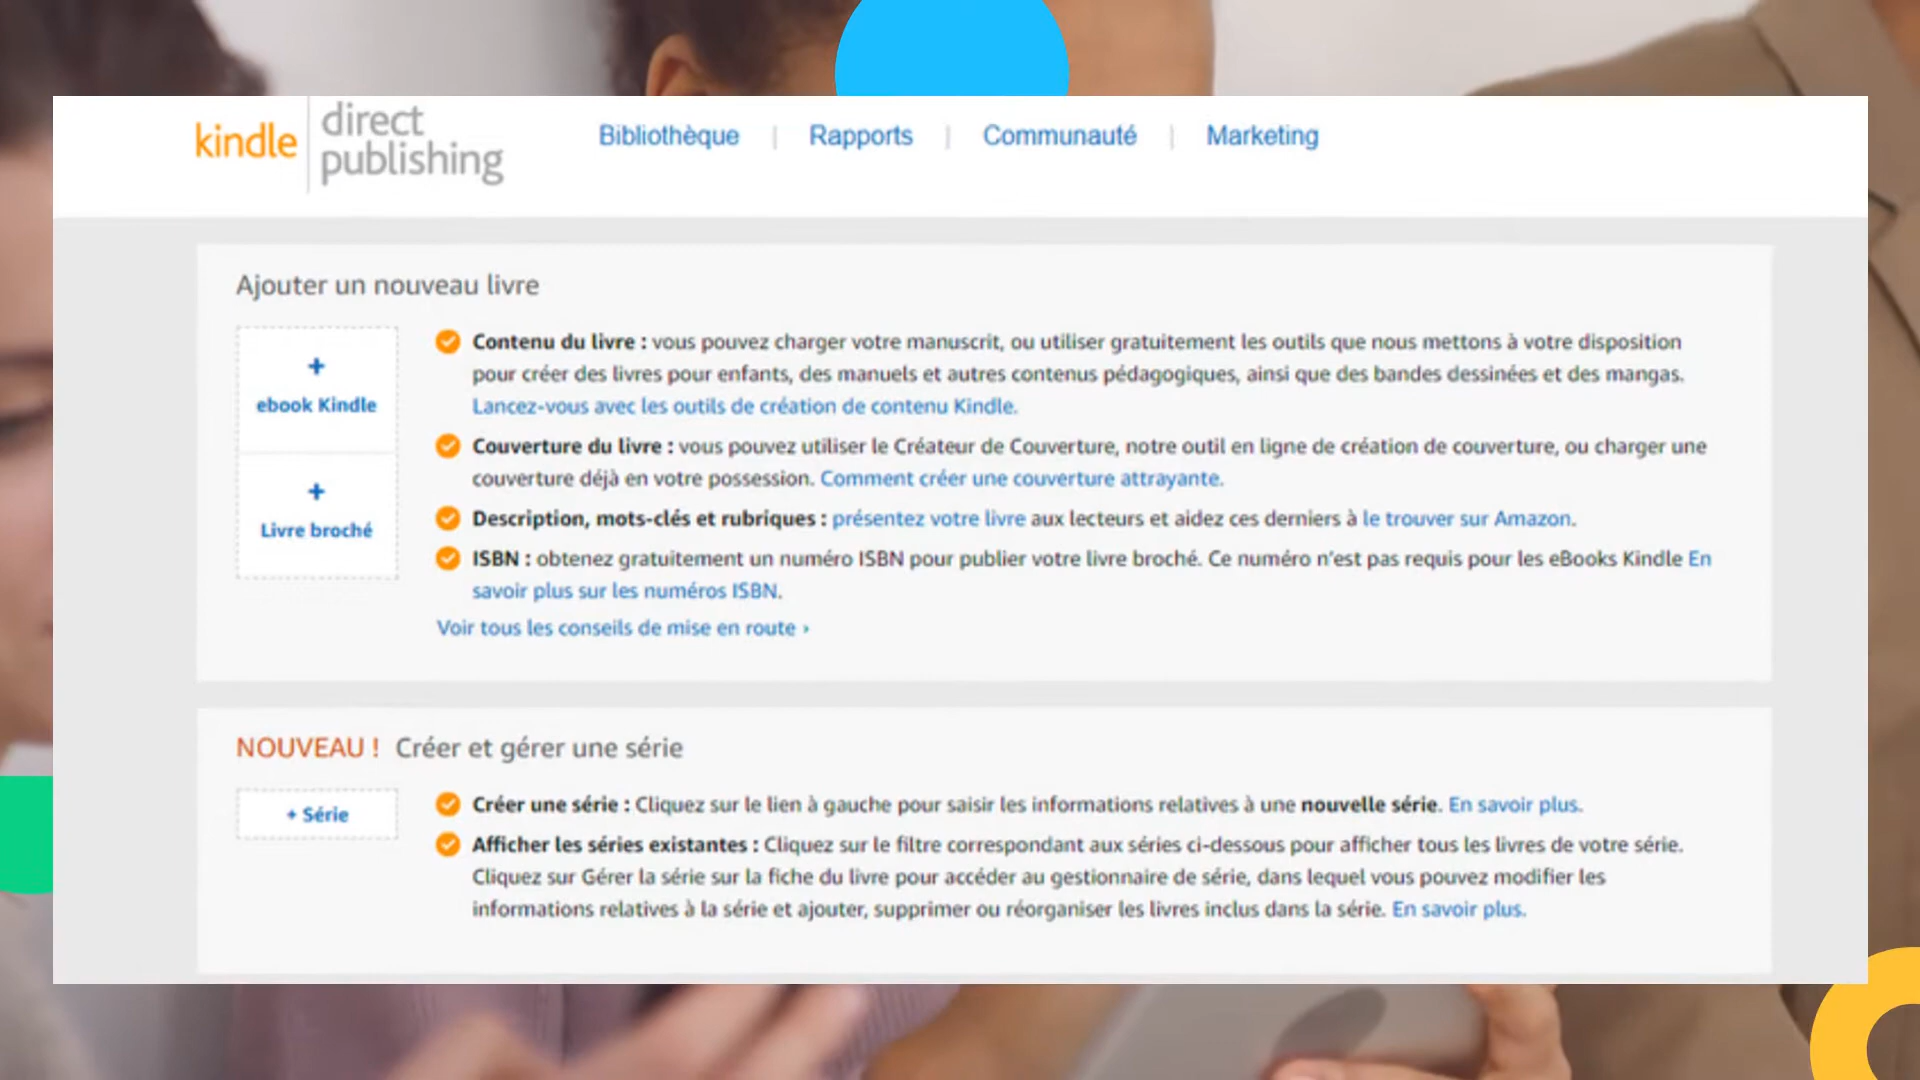 kindle direct publishing
Bibliothèque | Rapports | Communauté | Marketing
Ajouter un nouveau livre
+ ebook Kindle
+ Livre broché
Contenu du livre : vous pouvez charger votre manuscrit, ou utiliser gratuitement les outils que nous mettons à votre disposition
pour créer des livres pour enfants, des manuels et autres contenus pédagogiques, ainsi que des bandes dessinées et des mangas.
Lancez-vous avec les outils de création de contenu Kindle.
Couverture du livre : vous pouvez utiliser le Créateur de Couverture, notre outil en ligne de création de couverture, ou charger une
couverture déjà en votre possession. Comment créer une couverture attrayante.
Description, mots-clés et rubriques : présentez votre livre aux lecteurs et aidez ces derniers à le trouver sur Amazon.
ISBN : obtenez gratuitement un numéro ISBN pour publier votre livre broché. Ce numéro n'est pas requis pour les eBooks Kindle En
savoir plus sur les numéros ISBN.
Voir tous les conseils de mise en route ›
NOUVEAU ! Créer et gérer une série
+ Série
Créer une série : Cliquez sur le lien à gauche pour saisir les informations relatives à une nouvelle série. En savoir plus.
Afficher les séries existantes : Cliquez sur le filtre correspondant aux séries ci-dessous pour afficher tous les livres de votre série.
Cliquez sur Gérer la série sur la fiche du livre pour accéder au gestionnaire de série, dans lequel vous pouvez modifier les
informations relatives à la série et ajouter, supprimer ou réorganiser les livres inclus dans la série. En savoir plus.